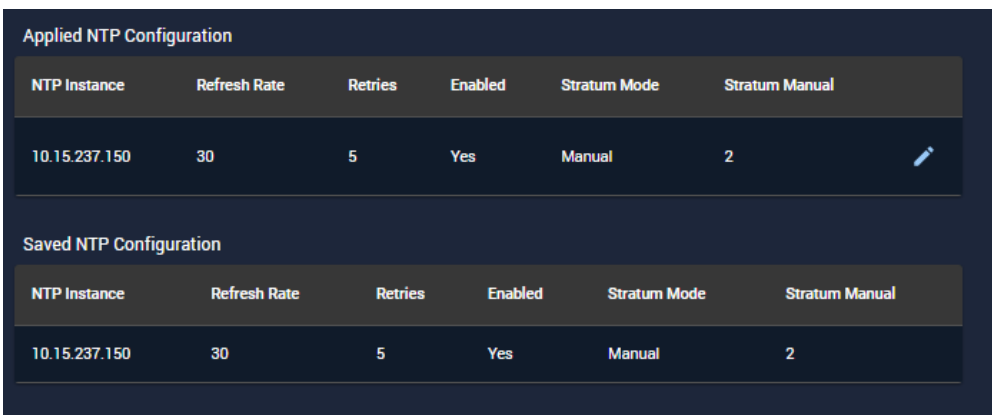 Applied NTP Configuration
NTP Instance Refresh Rate Retries Enabled Stratum Mode Stratum Manual
10.15.237.150 30 5 Yes Manual 2
Saved NTP Configuration
NTP Instance Refresh Rate Retries Enabled Stratum Mode Stratum Manual
10.15.237.150 30 5 Yes Manual 2